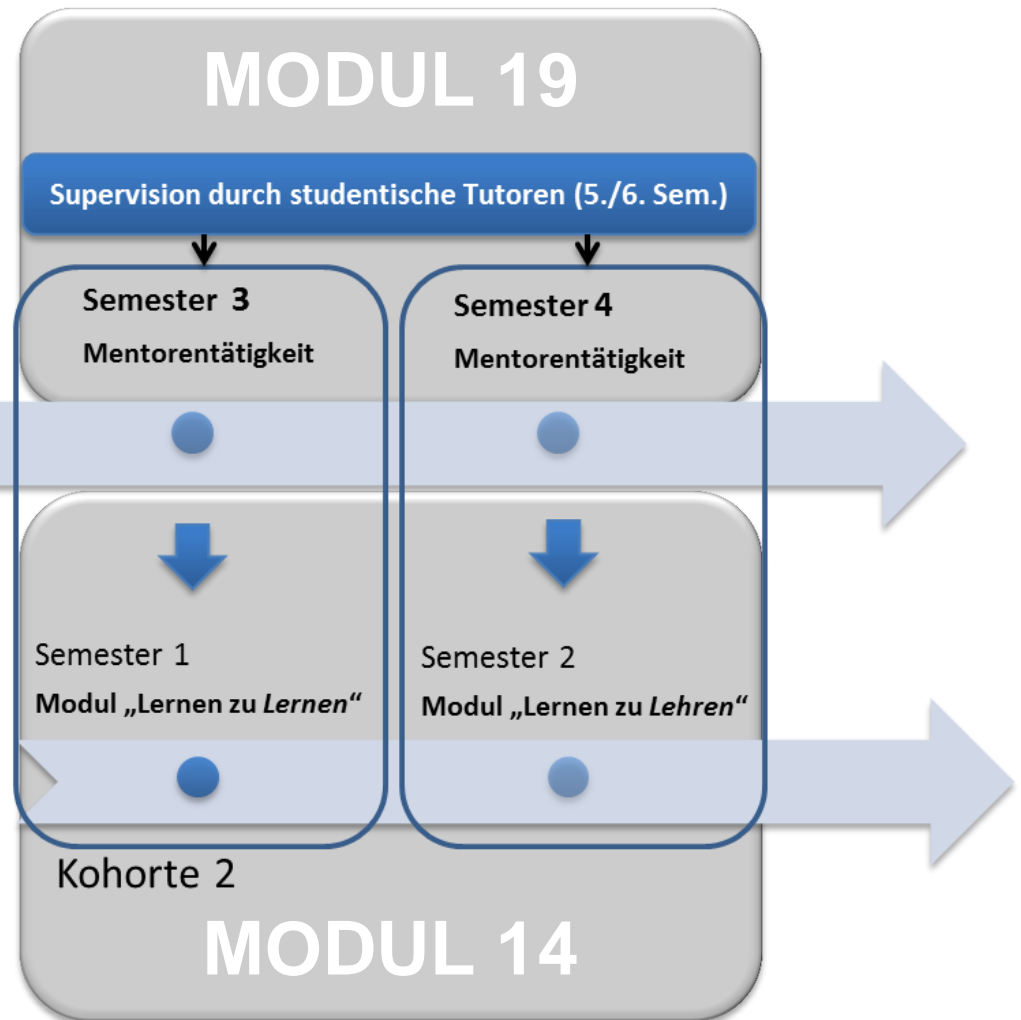 MODUL 19
Supervision durch studentische Tutoren (5./6. Sem.)
Semester 3
Mentorentätigkeit
Semester 4
Mentorentätigkeit
Semester 1
Modul „Lernen zu Lernen“
Semester 2
Modul „Lernen zu Lehren“
Kohorte 2
MODUL 14